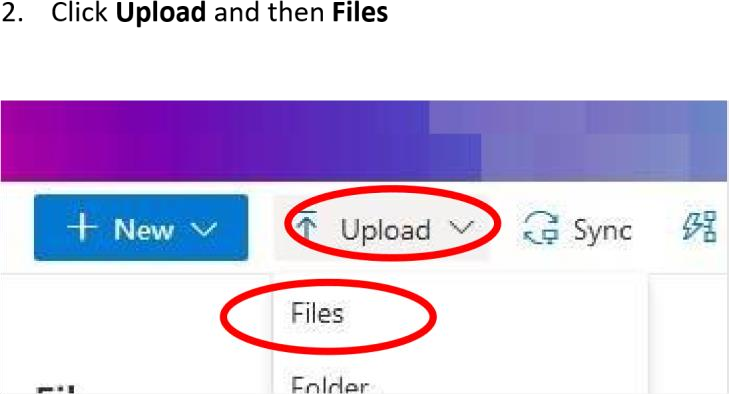 2. Click Upload and then Files
New
Upload
Sync
Files
Folder